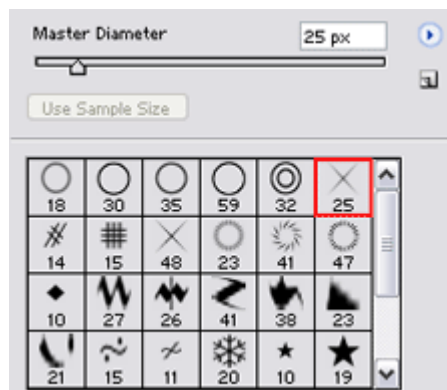 Master Diameter 25 px
Use Sample Size
18 30 35 59 32 25
14 15 48 23 41 47
10 27 26 41 38 23
21 15 11 20 10 19